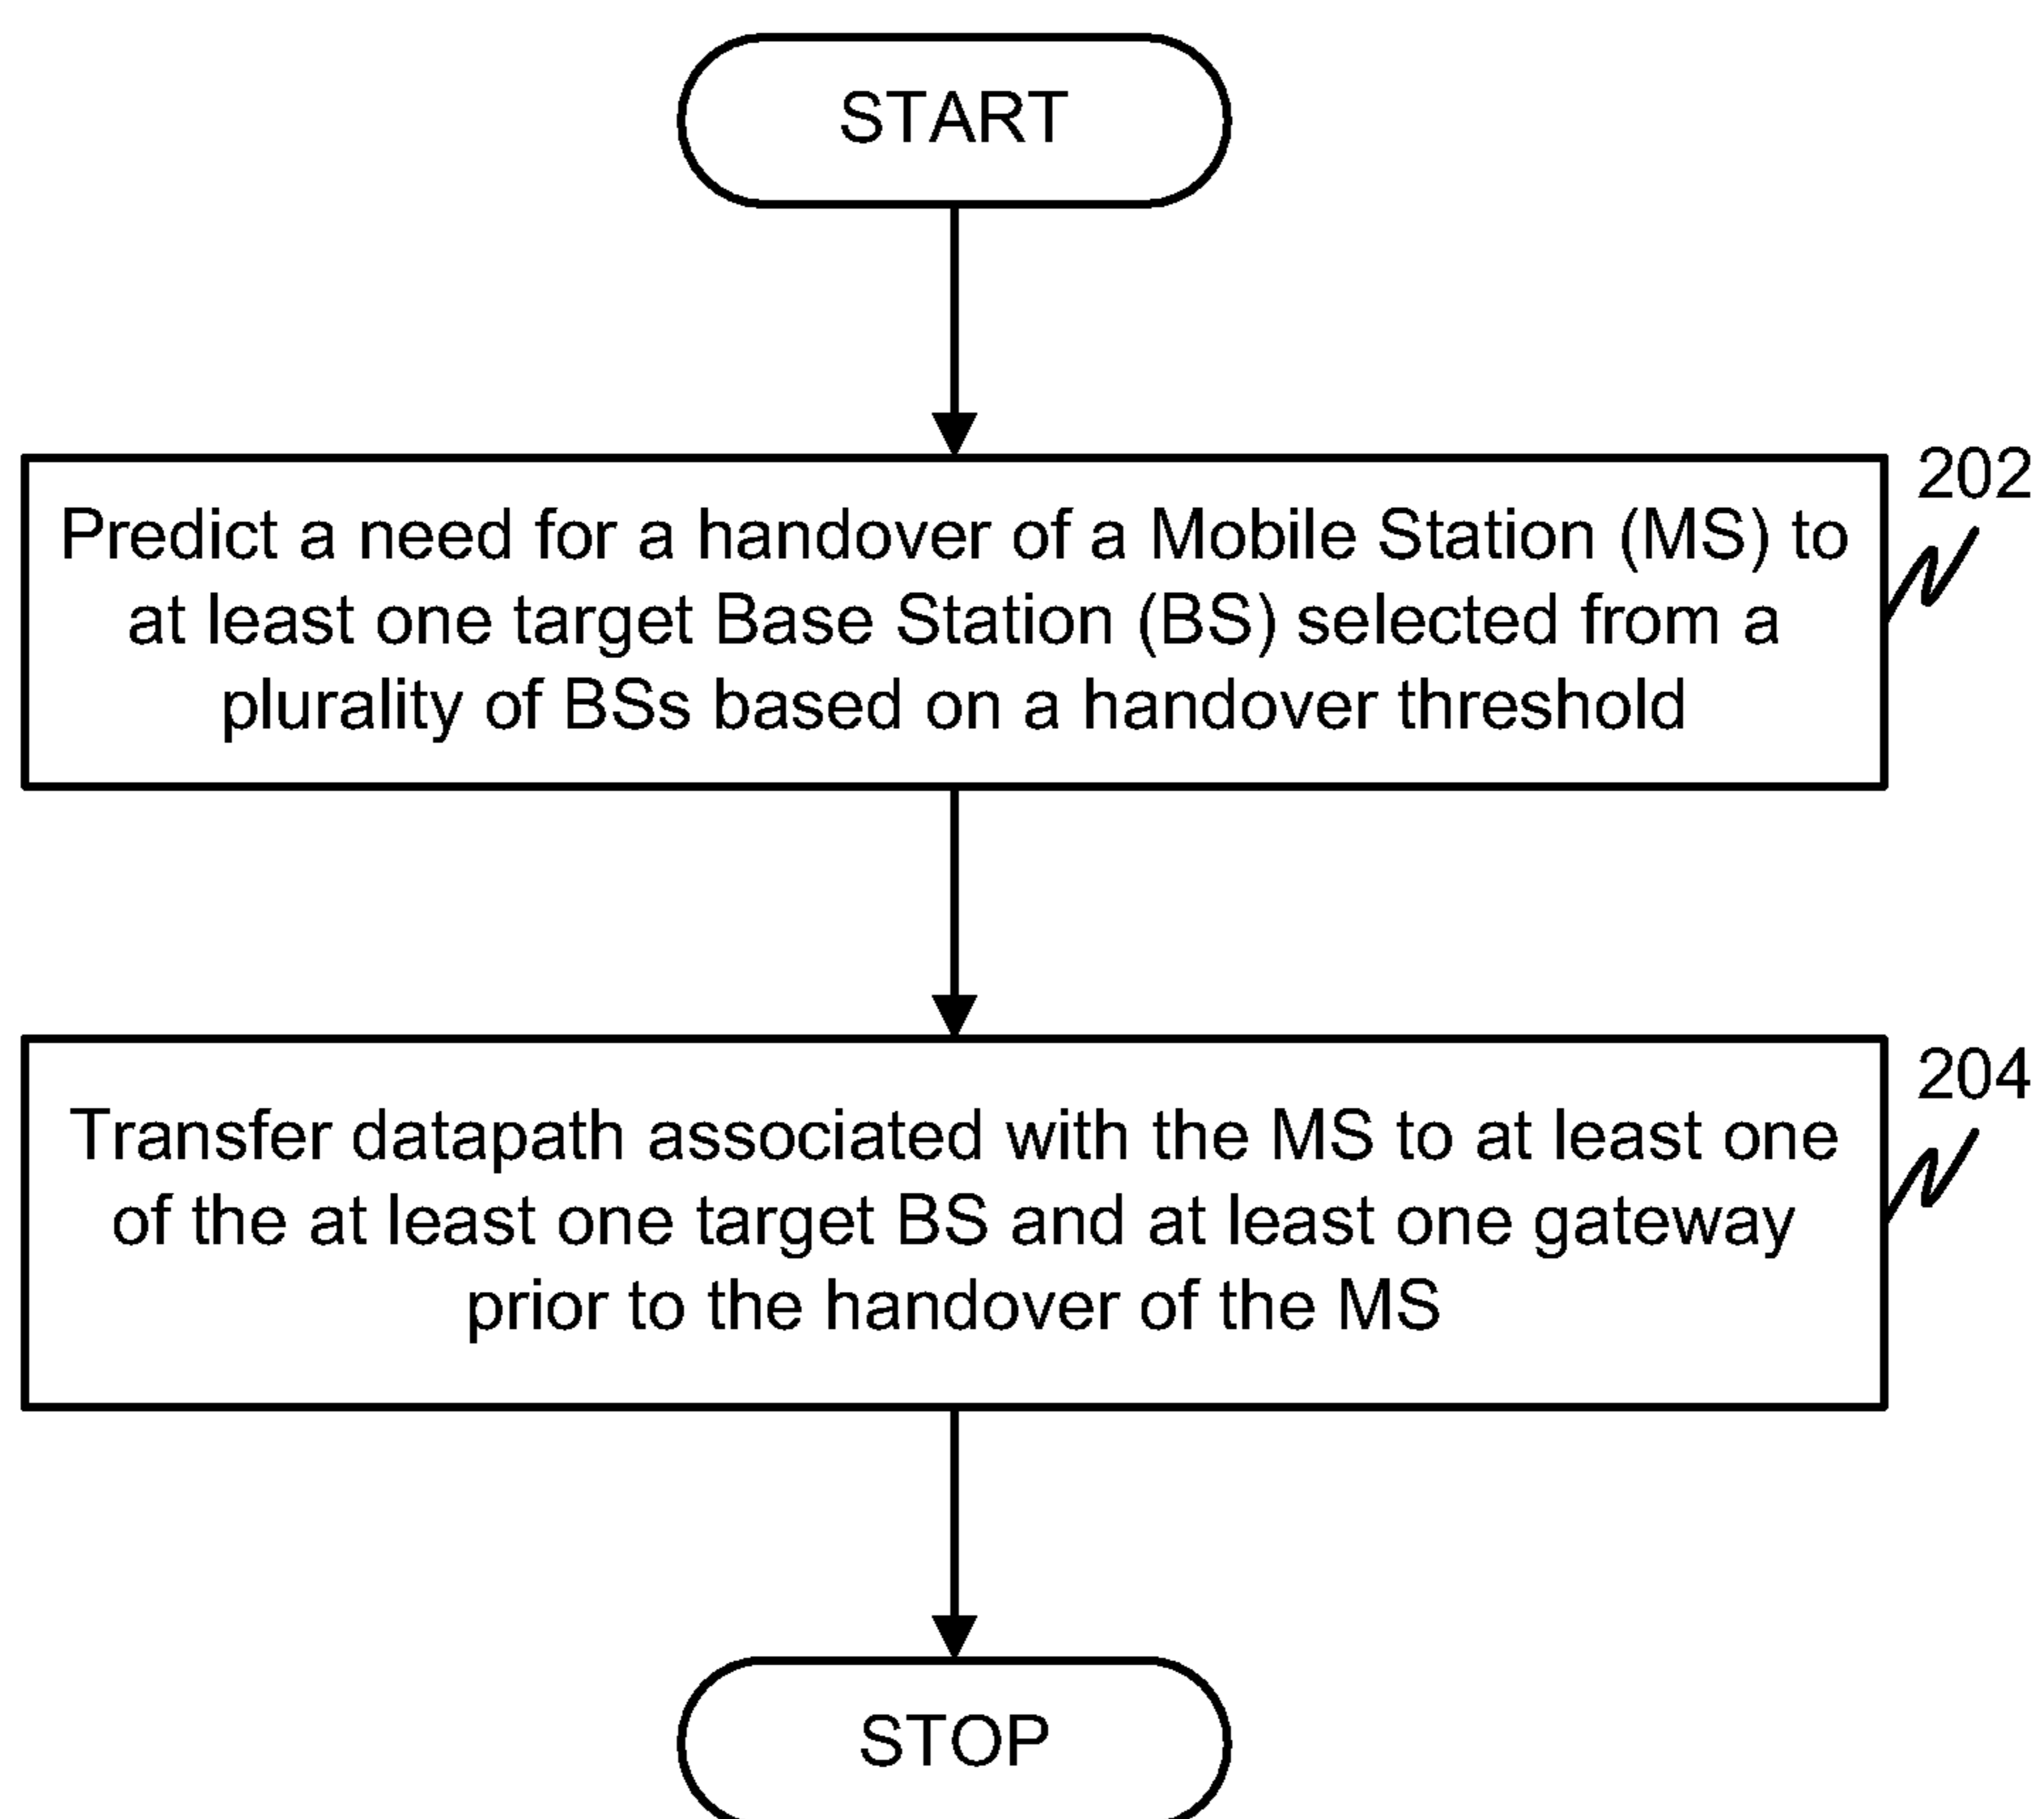 START
202
Predict a need for a handover of a Mobile Station (MS) to
at least one target Base Station (BS) selected from a
plurality of BSs based on a handover threshold
204
Transfer datapath associated with the MS to at least one
of the at least one target BS and at least one gateway
prior to the handover of the MS
STOP